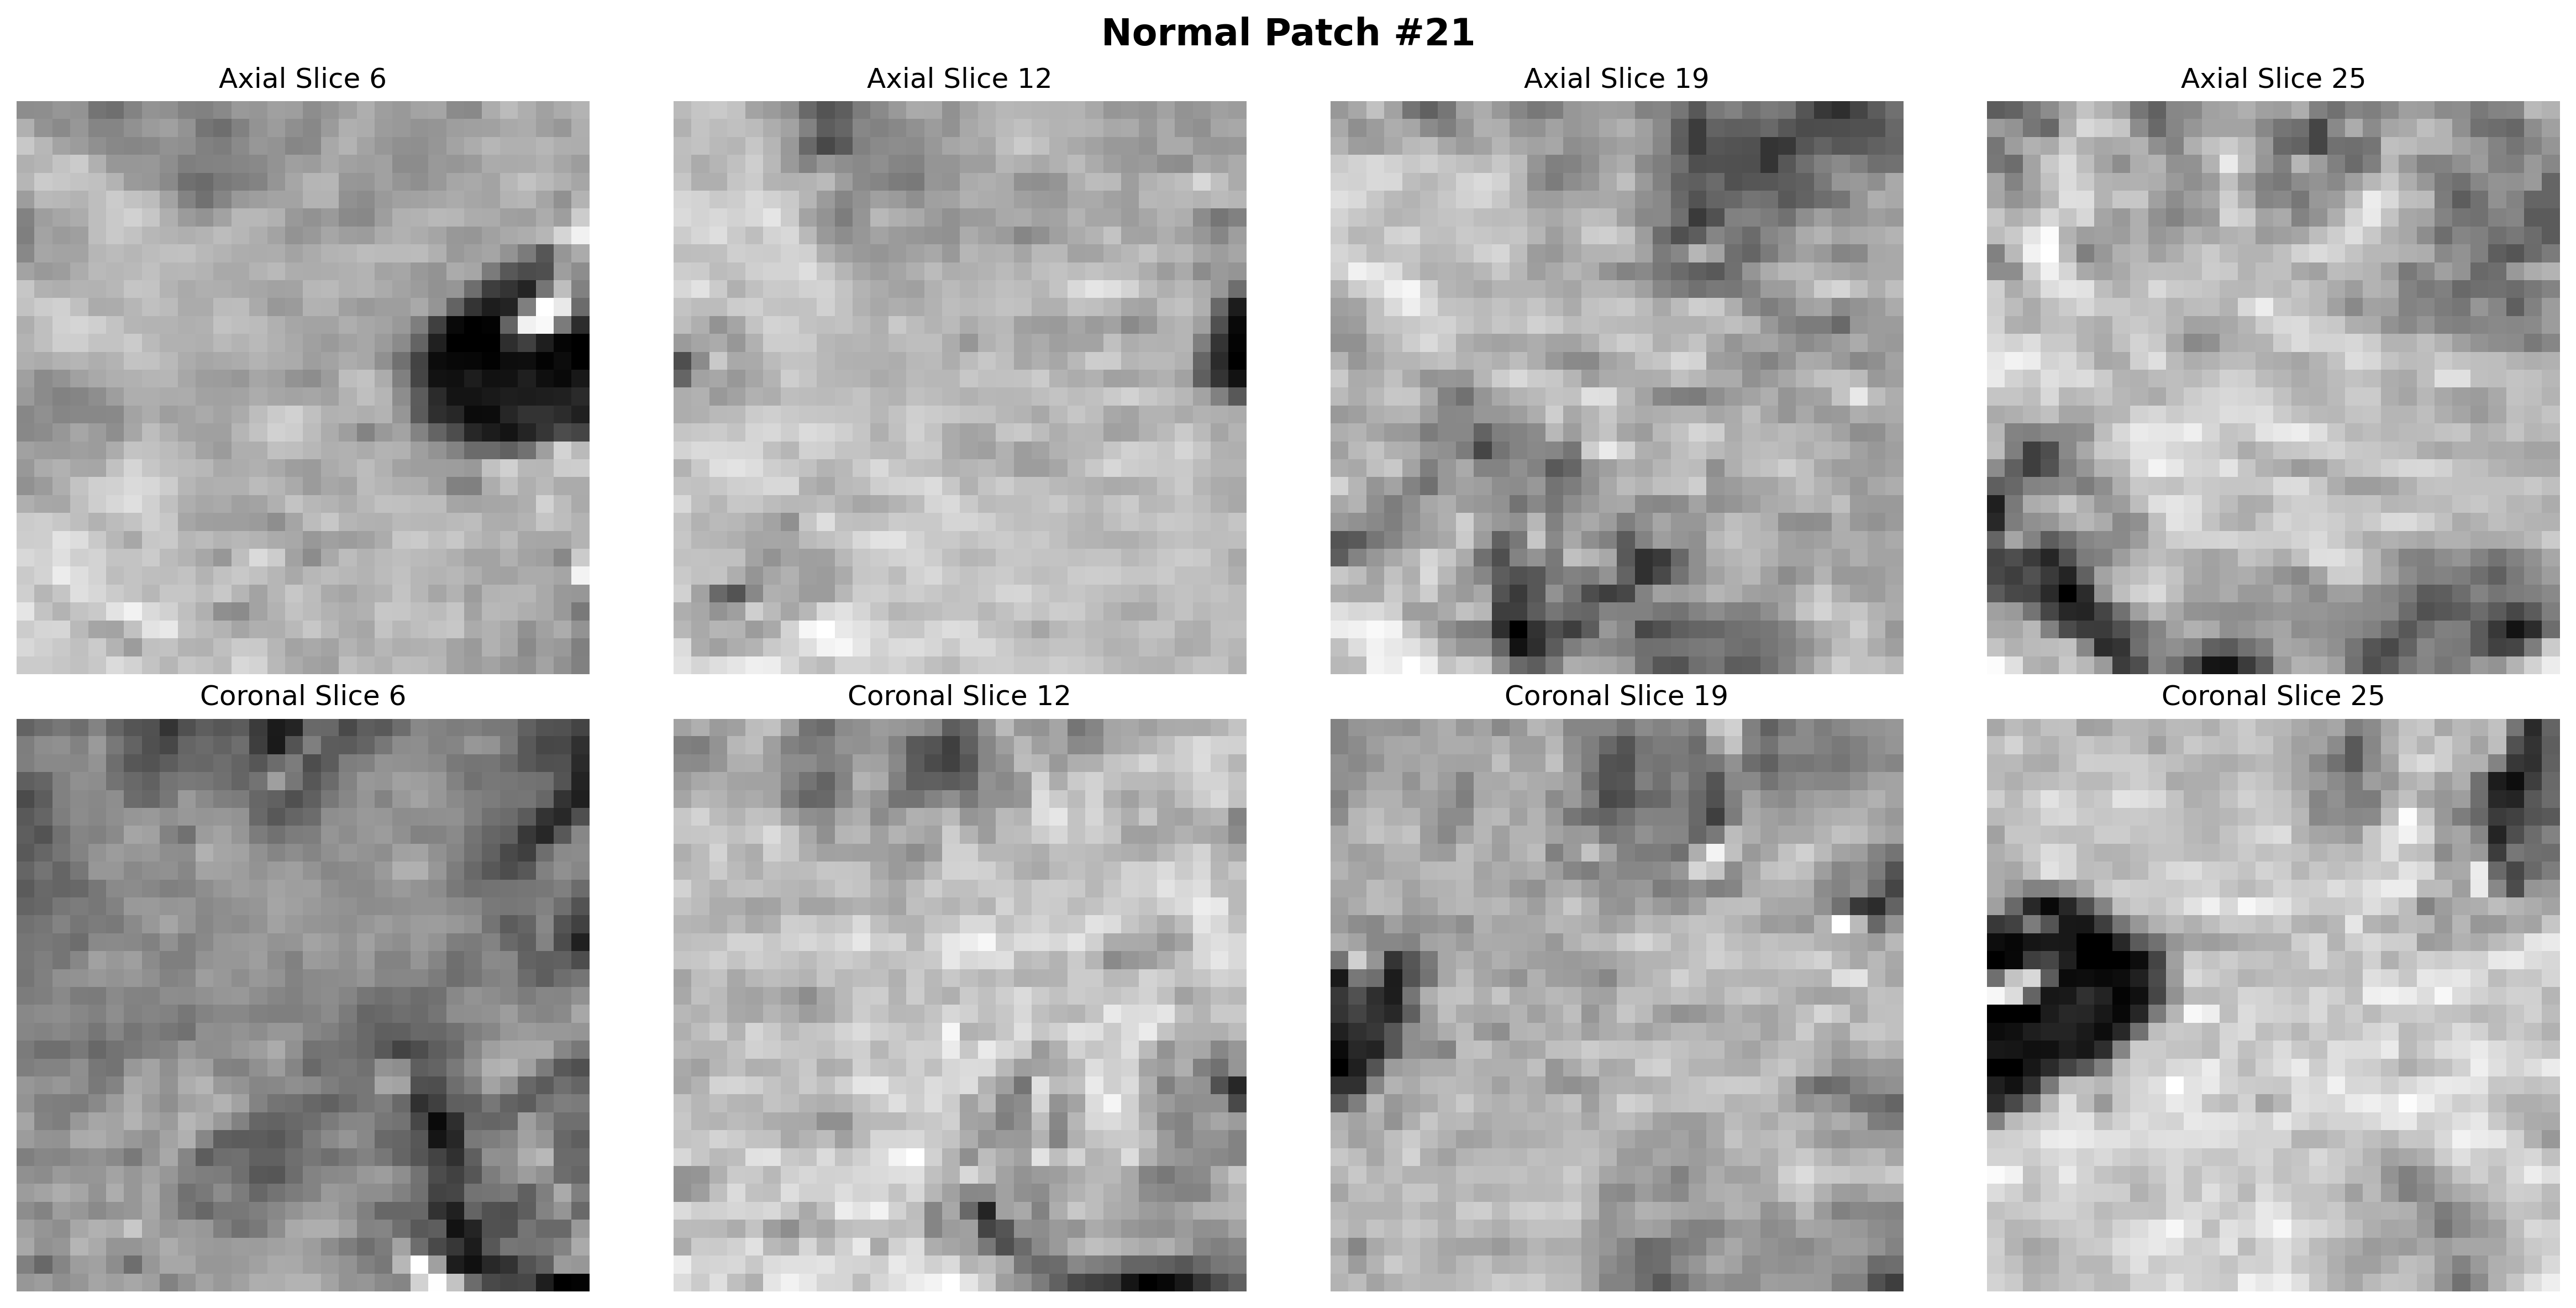 Normal Patch #21
Axial Slice 6
Axial Slice 12
Axial Slice 19
Axial Slice 25
Coronal Slice 6
Coronal Slice 12
Coronal Slice 19
Coronal Slice 25